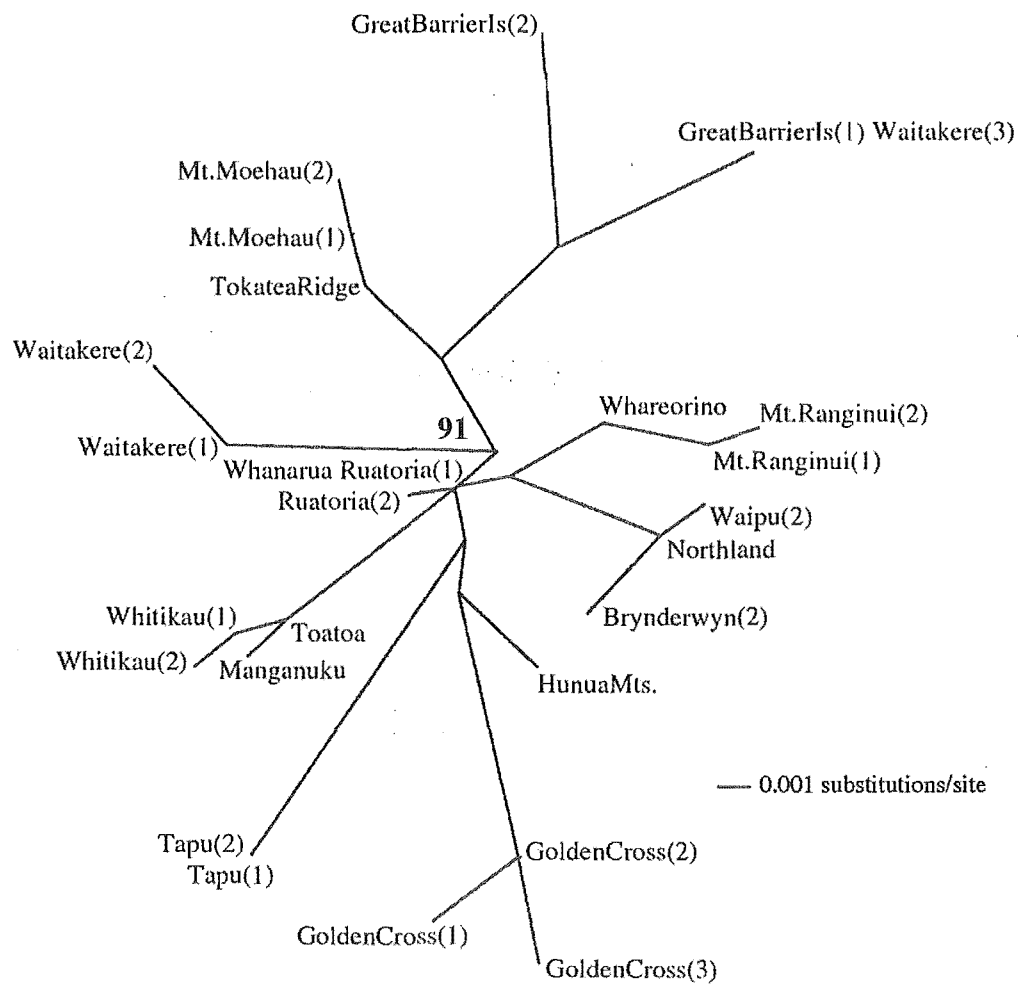 GreatBarrierIs(2)
GreatBarrierIs(1) Waitakere(3)
Mt.Moehau(2)
Mt.Moehau(1)
TokateaRidge
Waitakere(2)
Whareorino
Mt.Ranginui(2)
91
Waitakere(1)
Mt.Ranginui(1)
Whanarua Ruatoria(1)
Ruatoria(2)
Waipu(2)
Northland
Brynderwyn(2)
Whitikau(1)
Toatoa
Whitikau(2)
Manganuku
HunuaMts.
0.001 substitutions/site
Tapu(2)
Tapu(1)
GoldenCross(2)
GoldenCross(1)
GoldenCross(3)